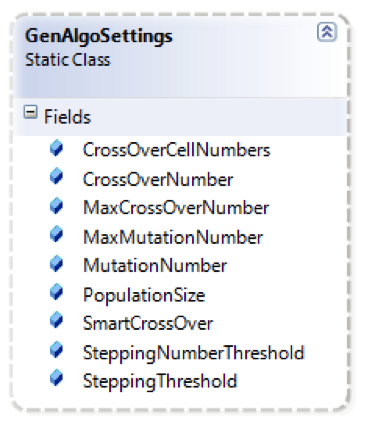 GenAlgoSettings
Static Class
Fields
CrossOverCellNumbers
CrossOverNumber
MaxCrossOverNumber
MaxMutationNumber
MutationNumber
PopulationSize
SmartCrossOver
SteppingNumberThreshold
SteppingThreshold